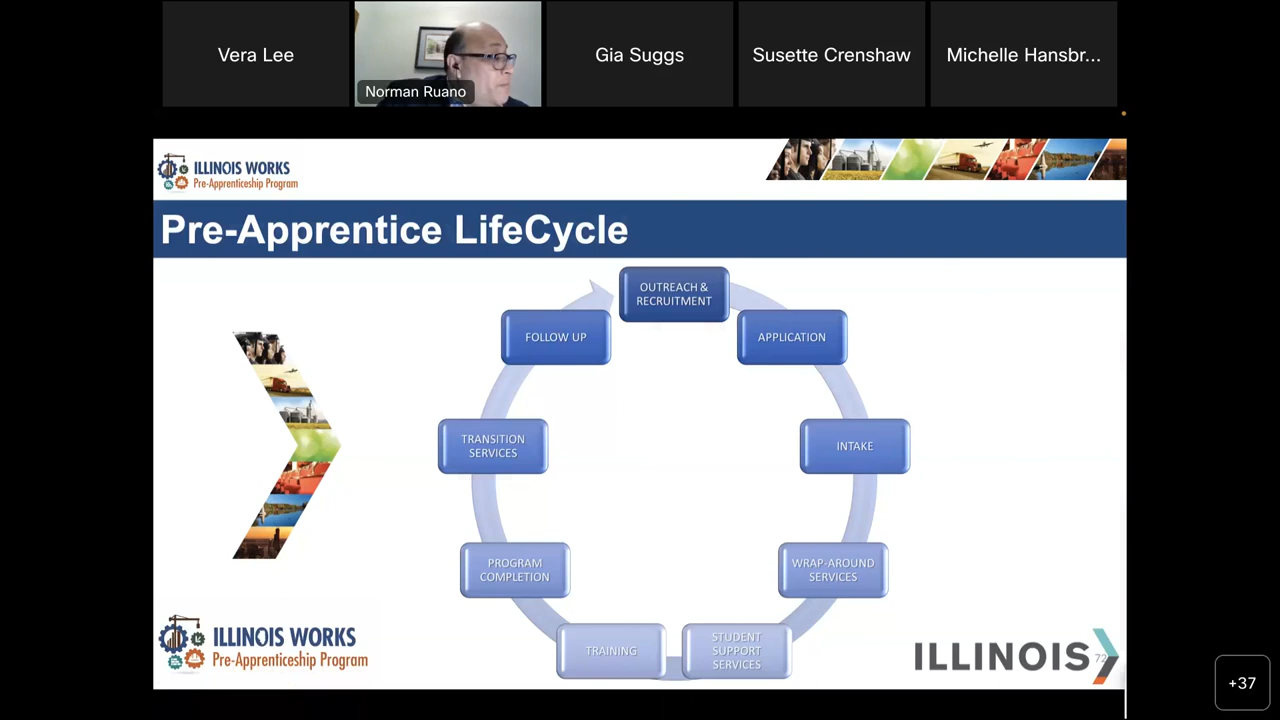 Vera Lee
Norman Ruano
Gia Suggs
Susette Crenshaw
Michelle Hansbr...
ILLINOIS WORKS
Pre-Apprenticeship Program
Pre-Apprentice LifeCycle
OUTREACH &
RECRUITMENT
APPLICATION
INTAKE
WRAP-AROUND
SERVICES
STUDENT
SUPPORT
SERVICES
TRAINING
PROGRAM
COMPLETION
TRANSITION
SERVICES
FOLLOW UP
ILLINOIS WORKS
Pre-Apprenticeship Program
ILLINOIS
72
+37